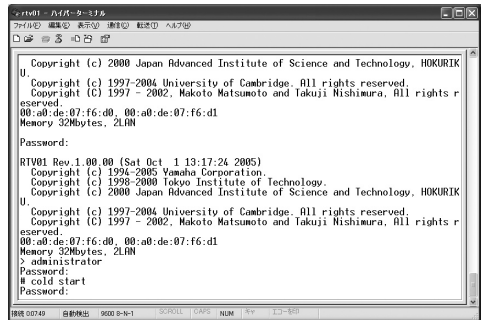 rtv01 - ハイパーターミナル
ファイル(F) 編集(E) 表示(V) 通信(C) 転送(T) ヘルプ(H)
Copyright (c) 2000 Japan Advanced Institute of Science and Technology, HOKURIK
U.
Copyright (c) 1997-2004 University of Cambridge. All rights reserved.
Copyright (C) 1997 - 2002, Makoto Matsumoto and Takuji Nishimura, All rights r
eserved.
00:a0:de:07:f6:d0, 00:a0:de:07:f6:d1
Memory 32Mbytes, 2LAN
Password:
RTV01 Rev.1.00.00 (Sat Oct  1 13:17:24 2005)
Copyright (c) 1994-2005 Yamaha Corporation.
Copyright (c) 1998-2000 Tokyo Institute of Technology.
Copyright (c) 2000 Japan Advanced Institute of Science and Technology, HOKURIK
U.
Copyright (c) 1997-2004 University of Cambridge. All rights reserved.
Copyright (C) 1997 - 2002, Makoto Matsumoto and Takuji Nishimura, All rights r
eserved.
00:a0:de:07:f6:d0, 00:a0:de:07:f6:d1
Memory 32Mbytes, 2LAN
> administrator
Password:
# cold start
Password:
接続 0:07:49 自動検出 9600 8-N-1 SCROLL CAPS NUM キャ エコーを印